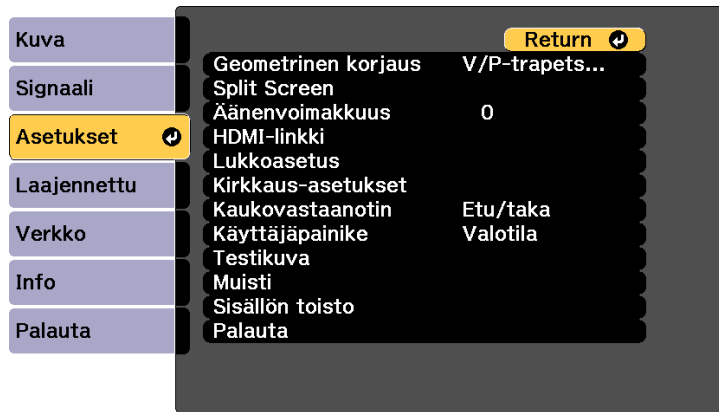 Kuva
Signaali
Asetukset
Laajennettu
Verkko
Info
Palauta
Return
Geometrinen korjaus V/P-trapets...
Split Screen
Äänenvoimakkuus 0
HDMI-linkki
Lukkoasetus
Kirkkaus-asetukset
Kaukovastaanotin Etu/taka
Käyttäjäpainike Valotila
Testikuva
Muisti
Sisällön toisto
Palauta